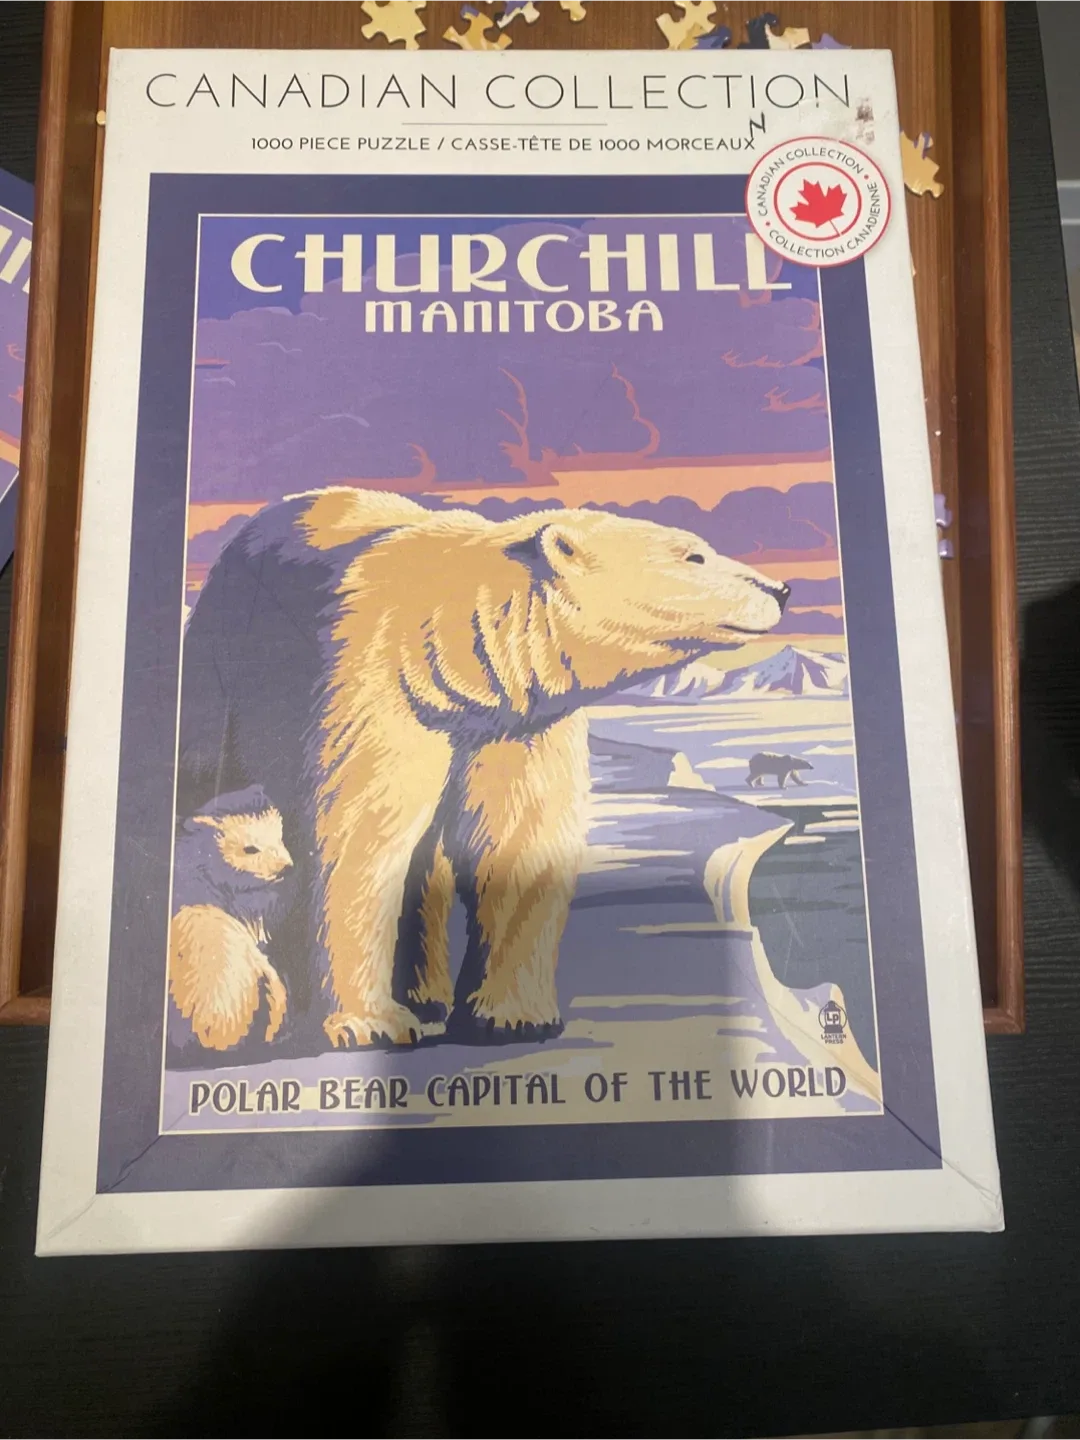 CANADIAN COLLECTION
1000 PIECE PUZZLE / CASSE-TÊTE DE 1000 MORCEAUX
CANADIAN COLLECTION • COLLECTION CANADIENNE •
CHURCHILL
MANITOBA
LP
LANTERN
PRESS
POLAR BEAR CAPITAL OF THE WORLD